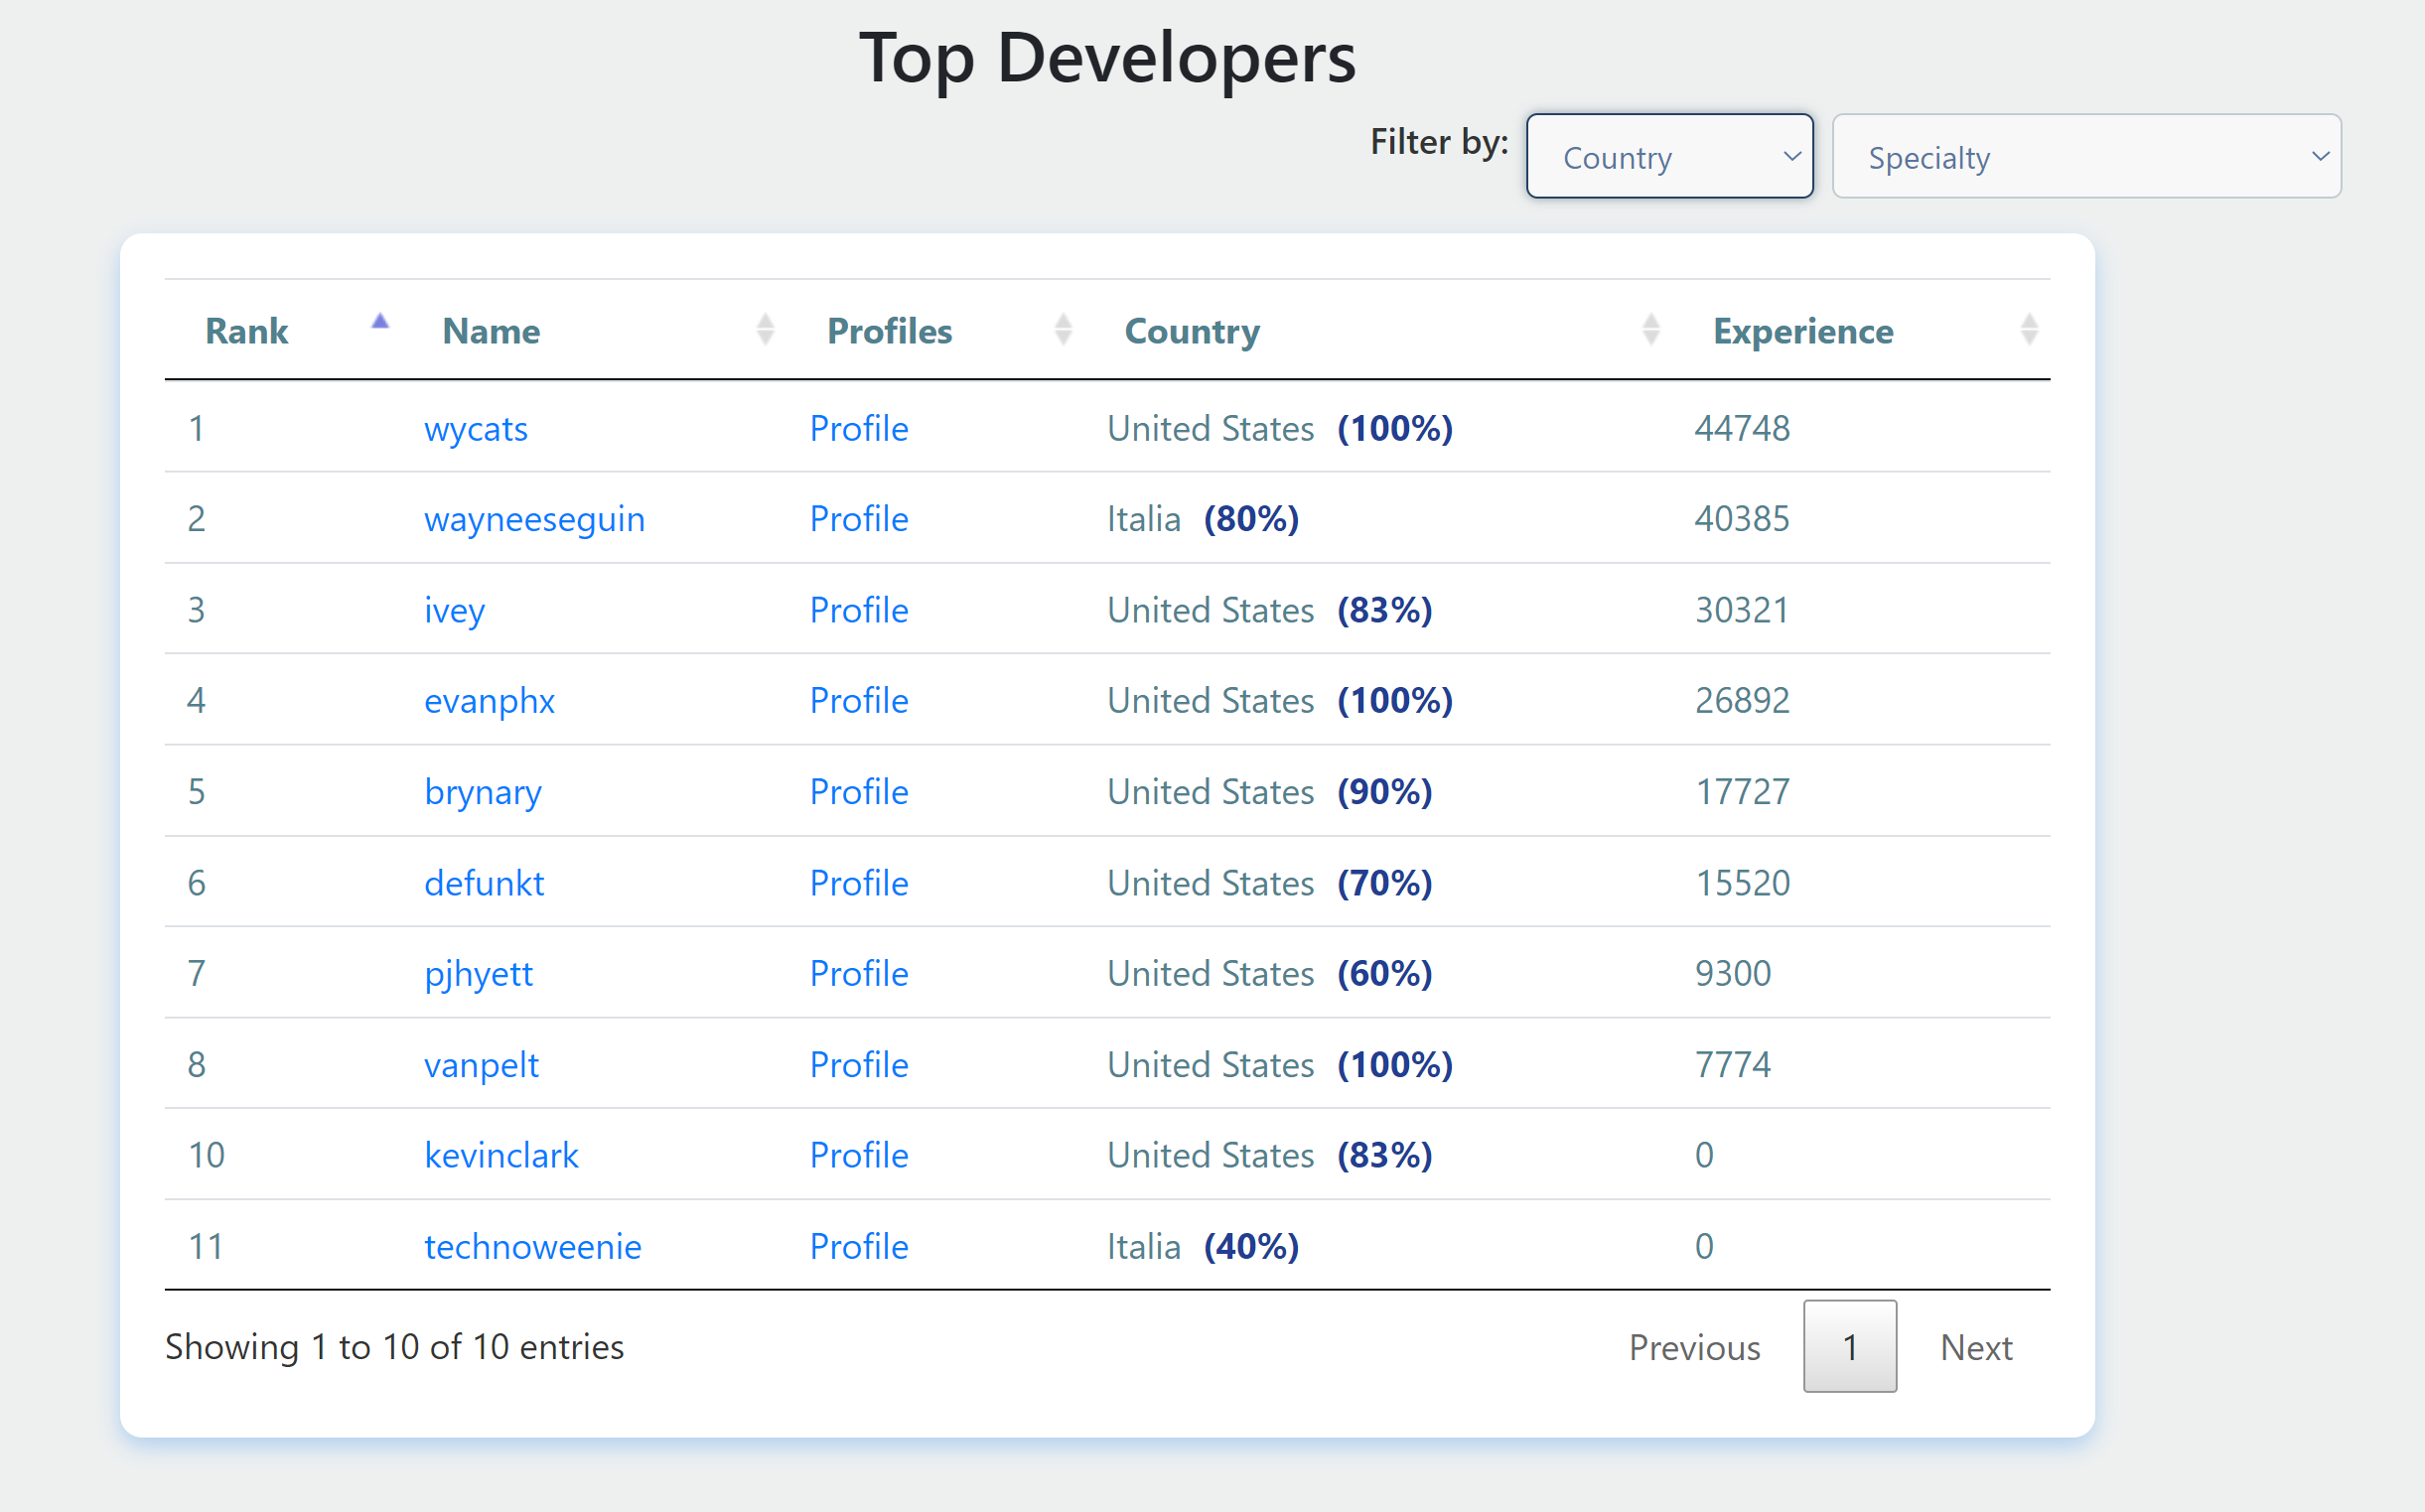 Top Developers
Filter by: Country Specialty
Rank Name Profiles Country Experience
1 wycats Profile United States (100%) 44748
2 wayneeseguin Profile Italia (80%) 40385
3 ivey Profile United States (83%) 30321
4 evanphx Profile United States (100%) 26892
5 brynary Profile United States (90%) 17727
6 defunkt Profile United States (70%) 15520
7 pjhyett Profile United States (60%) 9300
8 vanpelt Profile United States (100%) 7774
10 kevinclark Profile United States (83%) 0
11 technoweenie Profile Italia (40%) 0
Showing 1 to 10 of 10 entries Previous 1 Next